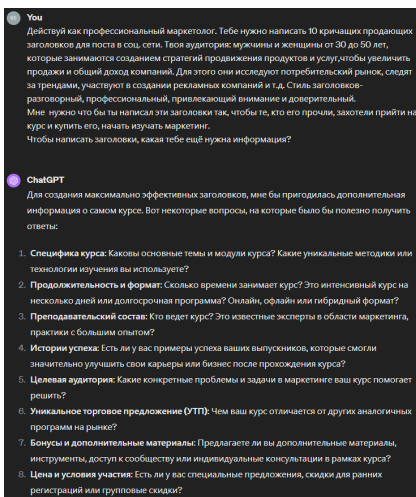 You
Действуй как профессиональный маркетолог. Тебе нужно написать 10 кричащих продающих
заголовков для поста в соц. сети. Твоя аудитория: мужчины и женщины от 30 до 50 лет,
которые занимаются созданием стратегий продвижения продуктов и услуг,чтобы увеличить
продажи и общий доход компаний. Для этого они исследуют потребительский рынок, следят
за трендами, участвуют в создании рекламных компаний и т.д. Стиль заголовков-
разговорный, профессиональный, привлекающий внимание и доверительный.
Мне нужно что бы ты написал эти заголовки так, чтобы те, кто его прочли, захотели прийти на
курс и купить его, начать изучать маркетинг.
Чтобы написать заголовки, какая тебе ещё нужна информация?
ChatGPT
Для создания максимально эффективных заголовков, мне бы пригодилась дополнительная
информация о самом курсе. Вот некоторые вопросы, на которые было бы полезно получить
ответы:
1. Специфика курса: Каковы основные темы и модули курса? Какие уникальные методики или
технологии изучения вы используете?
2. Продолжительность и формат: Сколько времени занимает курс? Это интенсивный курс на
несколько дней или долгосрочная программа? Онлайн, офлайн или гибридный формат?
3. Преподавательский состав: Кто ведет курс? Это известные эксперты в области маркетинга,
практики с большим опытом?
4. Истории успеха: Есть ли у вас примеры успеха ваших выпускников, которые смогли
значительно улучшить свои карьеры или бизнес после прохождения курса?
5. Целевая аудитория: Какие конкретные проблемы и задачи в маркетинге ваш курс помогает
решить?
6. Уникальное торговое предложение (УТП): Чем ваш курс отличается от других аналогичных
программ на рынке?
7. Бонусы и дополнительные материалы: Предлагаете ли вы дополнительные материалы,
инструменты, доступ к сообществу или индивидуальные консультации в рамках курса?
8. Цена и условия участия: Есть ли у вас специальные предложения, скидки для ранних
регистраций или групповые скидки?